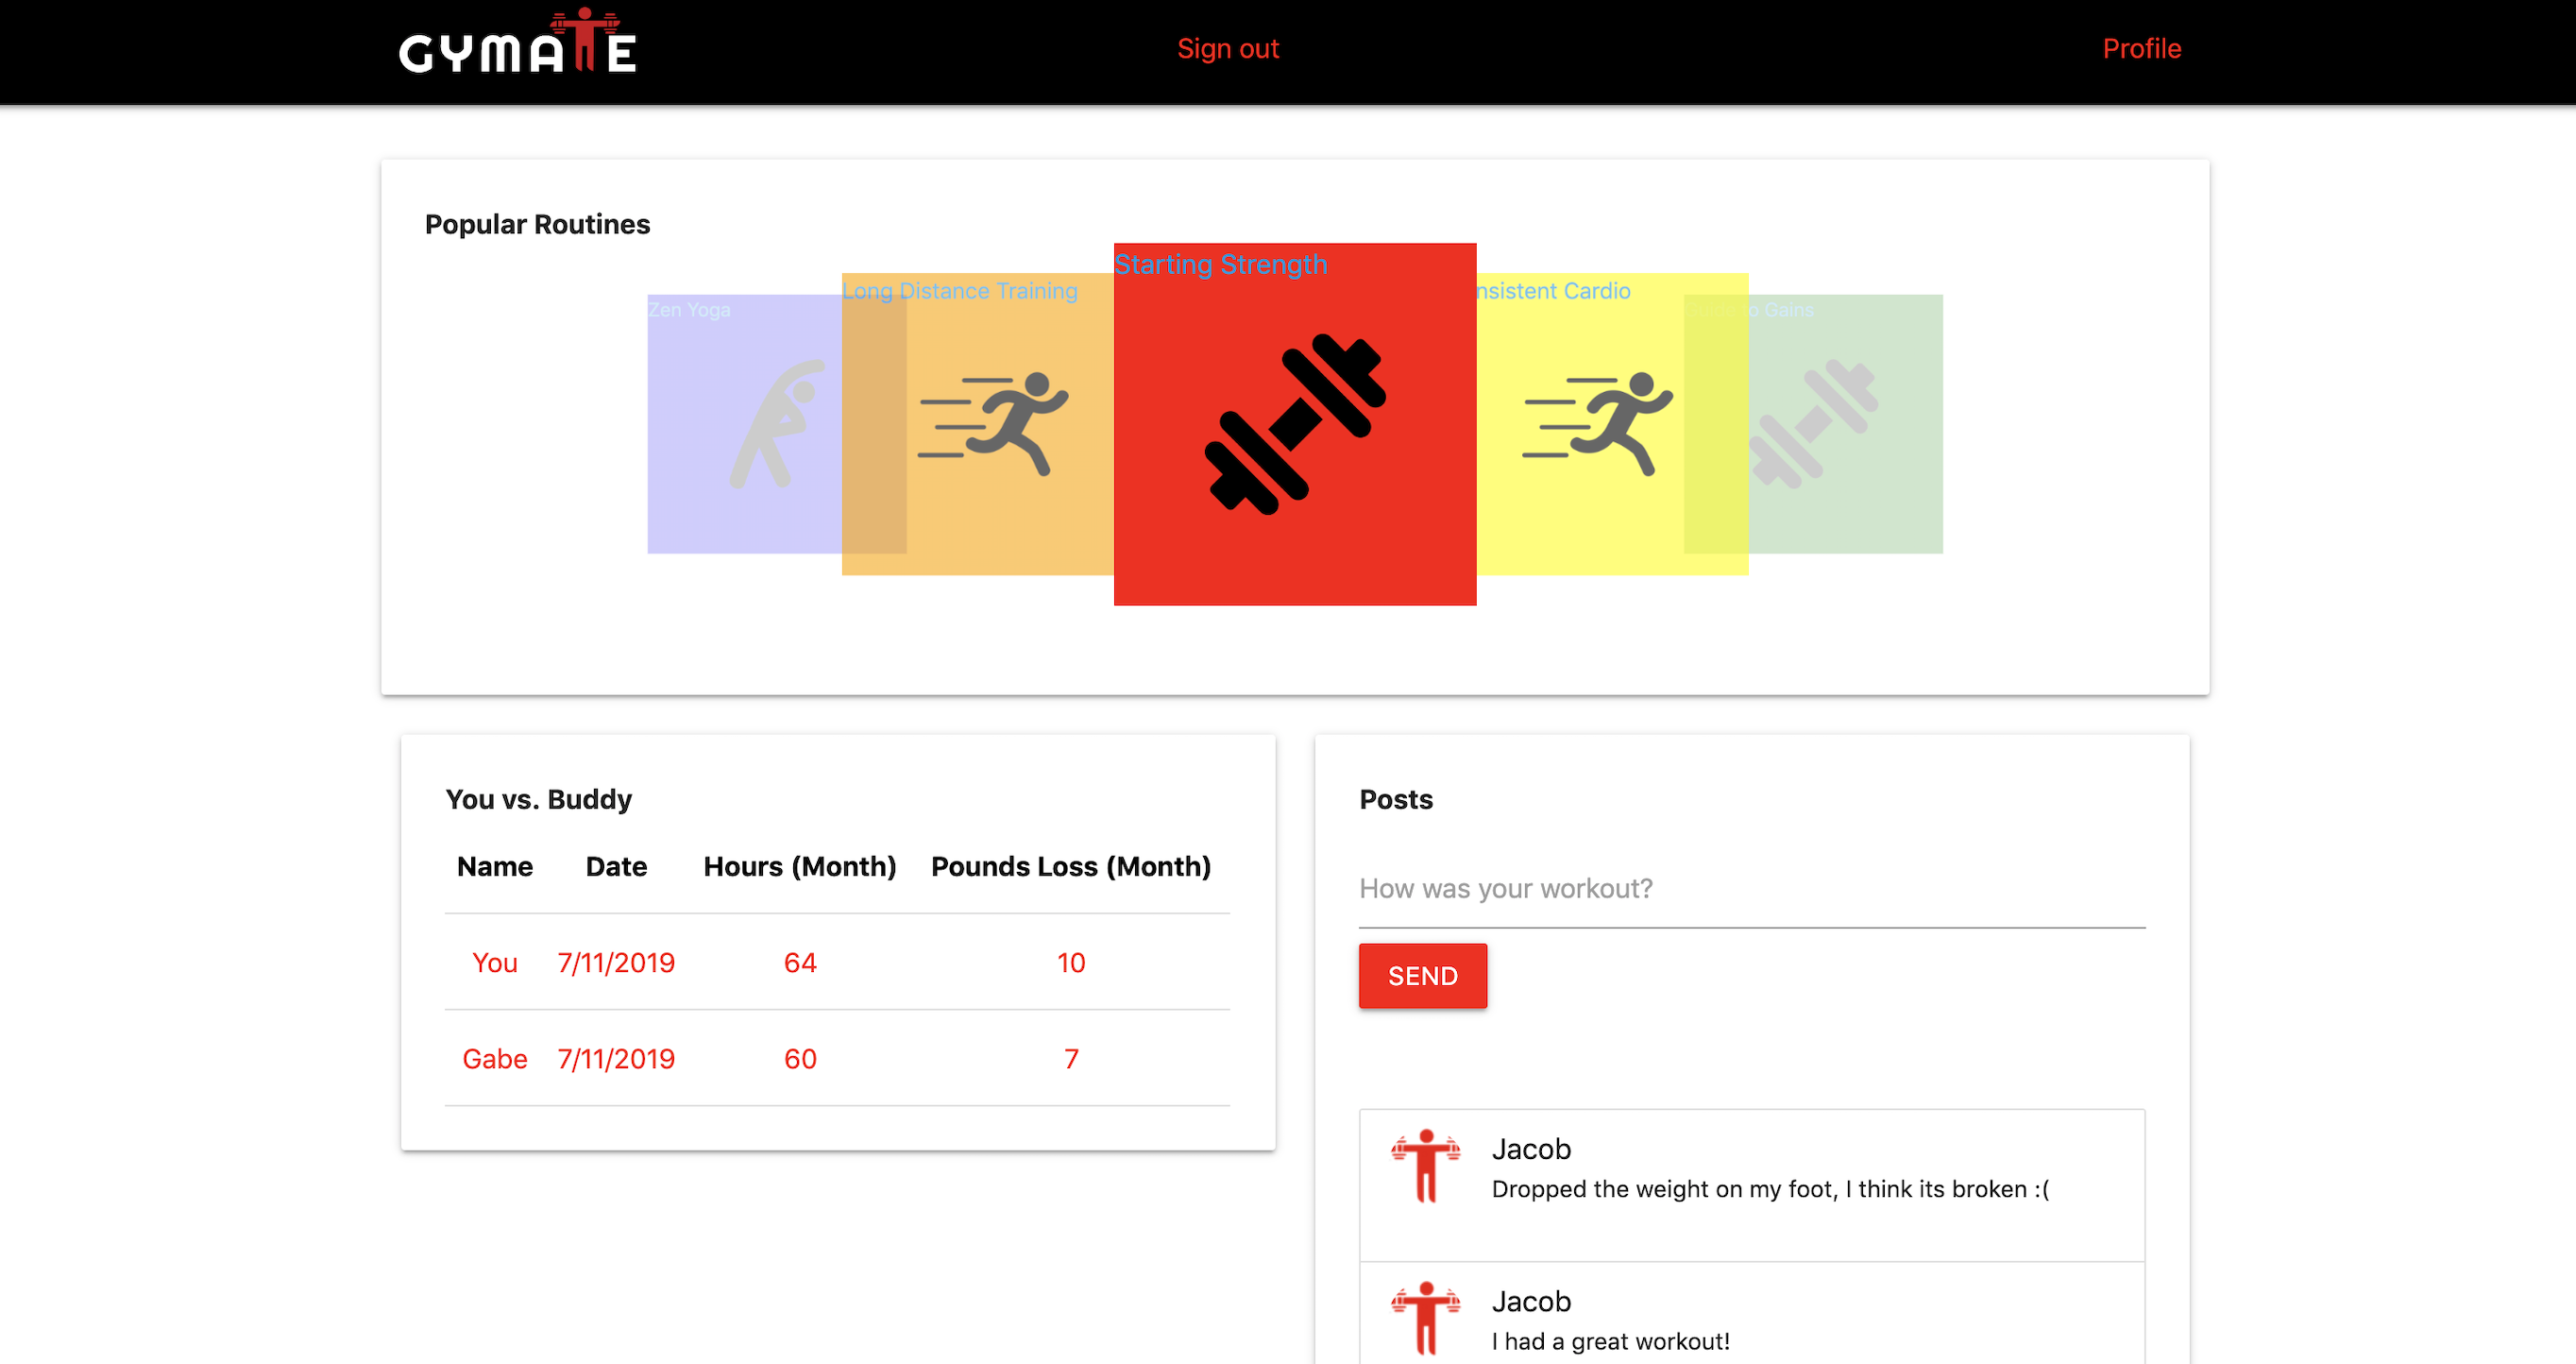 GYMATE
Sign out
Profile
Popular Routines
Zen Yoga
Long Distance Training
Starting Strength
nsistent Cardio
to Gains
You vs. Buddy
Name Date Hours (Month) Pounds Loss (Month)
You 7/11/2019 64 10
Gabe 7/11/2019 60 7
Posts
How was your workout?
SEND
Jacob
Dropped the weight on my foot, I think its broken :(
Jacob
I had a great workout!